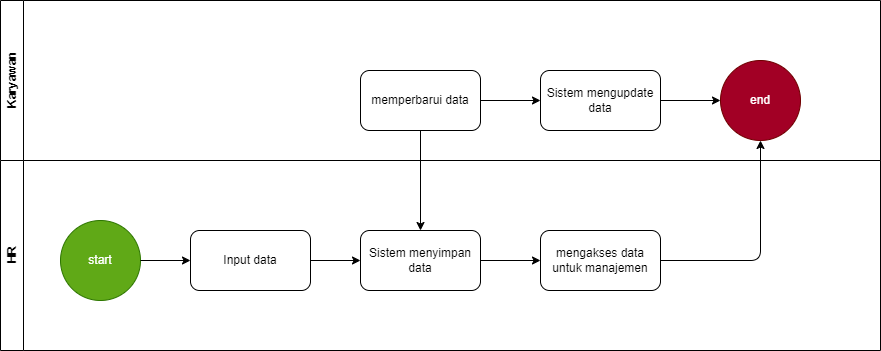 Karyawan
memperbarui data
Sistem mengupdate
data
end
HR
start
Input data
Sistem menyimpan
data
mengakses data
untuk manajemen